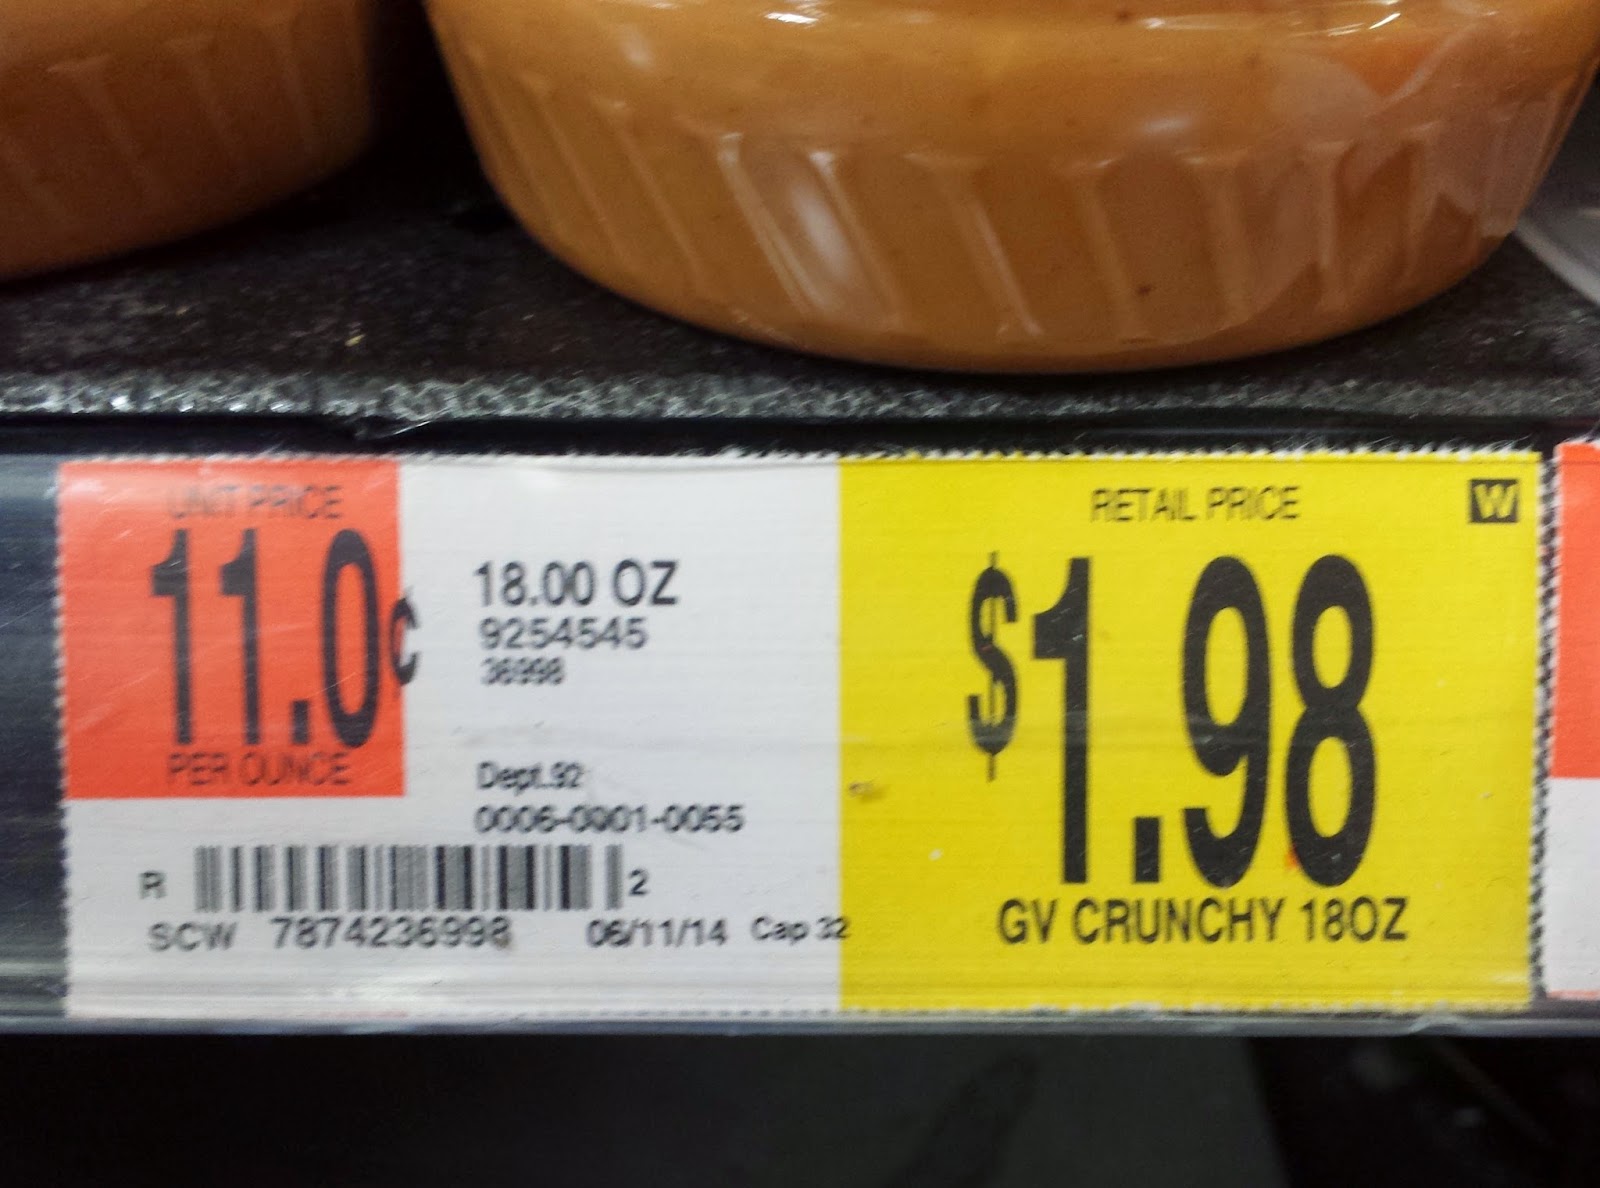 UNIT PRICE
11.0¢
PER OUNCE
18.00 OZ
9254545
36998
Dept.92
0006-0001-0055
R 2
SCW 7874236998 06/11/14 Cap 32
RETAIL PRICE W
$1.98
GV CRUNCHY 18OZ